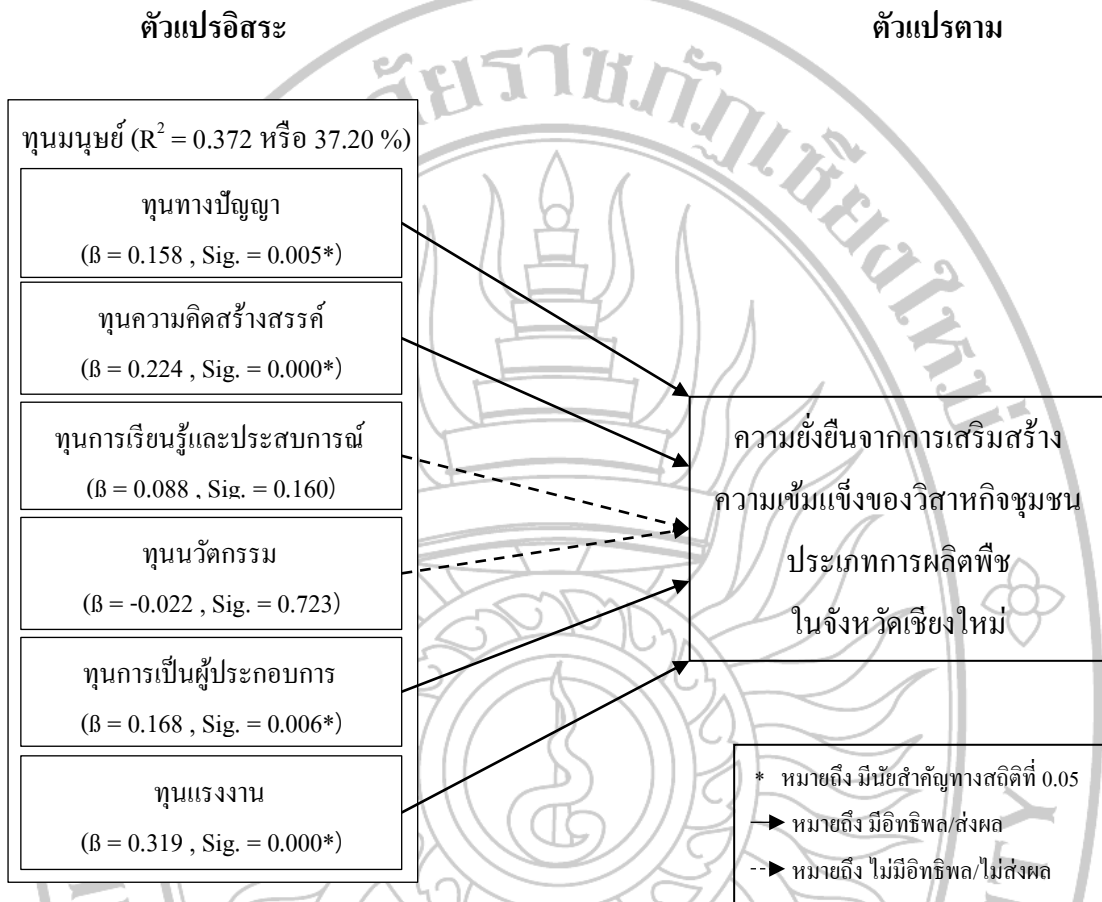 ตัวแปรอิสระ
ตัวแปรตาม
ทุนมนุษย์ (R² = 0.372 หรือ 37.20 %)
ทุนทางปัญญา
(ß = 0.158 , Sig. = 0.005*)
ทุนความคิดสร้างสรรค์
(ß = 0.224 , Sig. = 0.000*)
ทุนการเรียนรู้และประสบการณ์
(ß = 0.088 , Sig. = 0.160)
ทุนนวัตกรรม
(ß = -0.022 , Sig. = 0.723)
ทุนการเป็นผู้ประกอบการ
(ß = 0.168 , Sig. = 0.006*)
ทุนแรงงาน
(ß = 0.319 , Sig. = 0.000*)
ความยั่งยืนจากการเสริมสร้าง
ความเข้มแข็งของวิสาหกิจชุมชน
ประเภทการผลิตพืช
ในจังหวัดเชียงใหม่
* หมายถึง มีนัยสำคัญทางสถิติที่ 0.05
หมายถึง มีอิทธิพล/ส่งผล
หมายถึง ไม่มีอิทธิพล/ไม่ส่งผล
ลัยราชภัฏเชียงใหม่